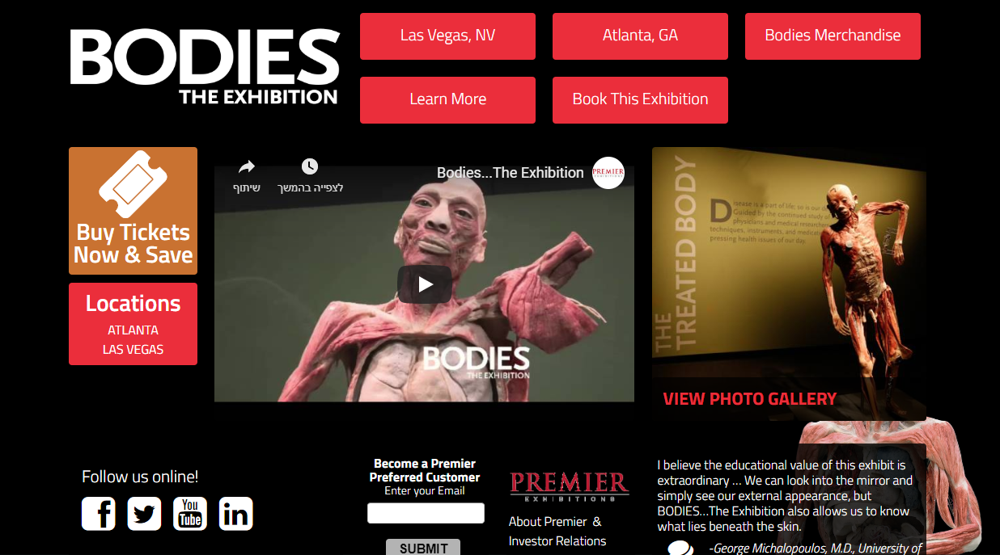 BODIES
THE EXHIBITION
Las Vegas, NV
Atlanta, GA
Bodies Merchandise
Learn More
Book This Exhibition
Buy Tickets
Now & Save
Locations
ATLANTA
LAS VEGAS
שיתוף
לצפייה בהמשך
Bodies...The Exhibition
PREMIER
BODIES
THE EXHIBITION
THE
TREATED BODY
Disease is a part of life; so is our
Guided by the continued study of
physicians and medical researchers
techniques, instruments, and
pressing health issues of our day.
VIEW PHOTO GALLERY
Follow us online!
You
Tube
in
Become a Premier
Preferred Customer
Enter your Email
SUBMIT
PREMIER
EXHIBITIONS
About Premier &
Investor Relations
I believe the educational value of this exhibit is
extraordinary ... We can look into the mirror and
simply see our external appearance, but
BODIES...The Exhibition also allows us to know
what lies beneath the skin.
-George Michalopoulos, M.D., University of